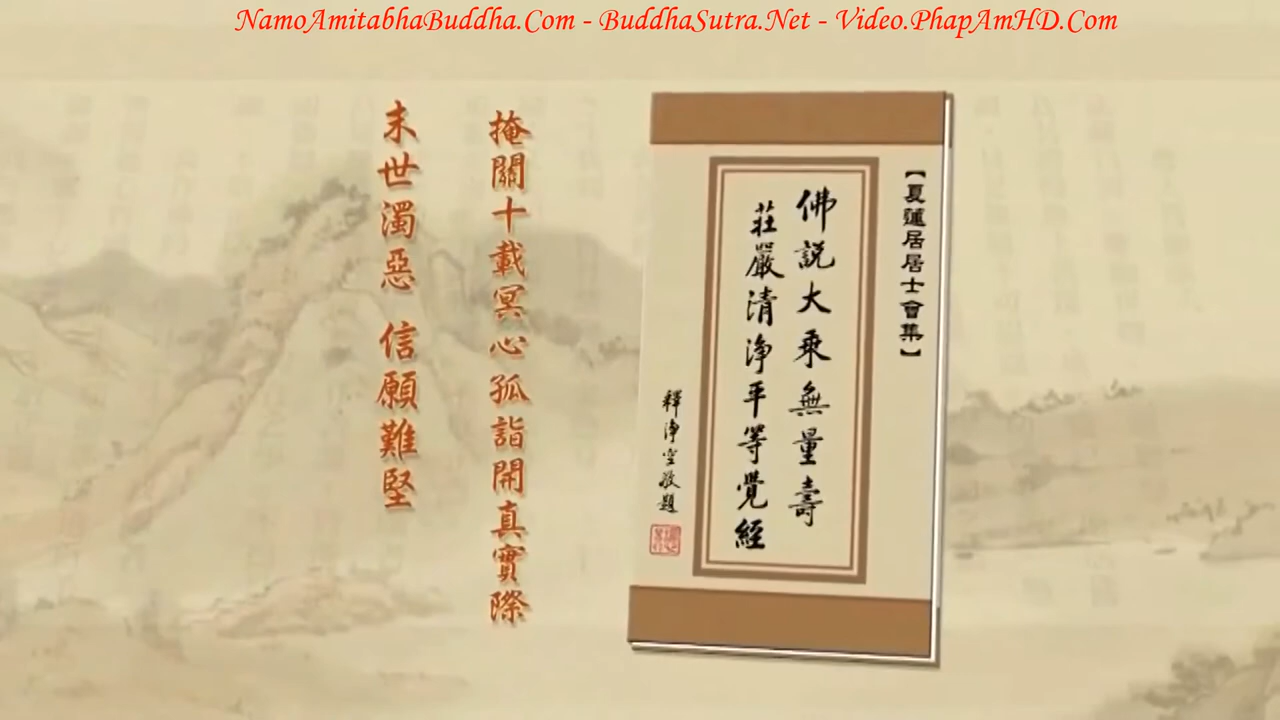 NamoAmitabhaBuddha.Com - BuddhaSutra.Net - Video.PhapAmHD.Com
掩關十載冥心孤詣開真實際
末世濁惡 信願難堅
【夏蓮居居士會集】
佛說大乘無量壽
莊嚴清淨平等覺經
釋淨空敬題